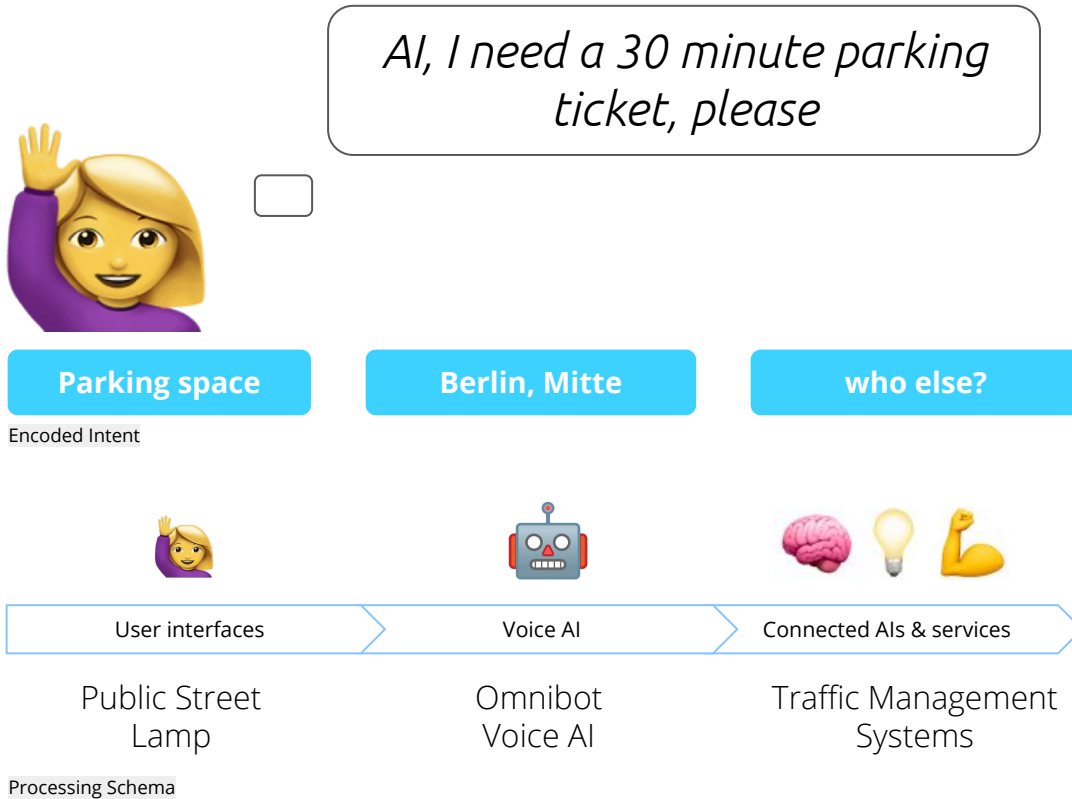 AI, I need a 30 minute parking
ticket, please
Parking space
Berlin, Mitte
who else?
Encoded Intent
User interfaces
Voice AI
Connected AIs & services
Public Street
Lamp
Omnibot
Voice AI
Traffic Management
Systems
Processing Schema